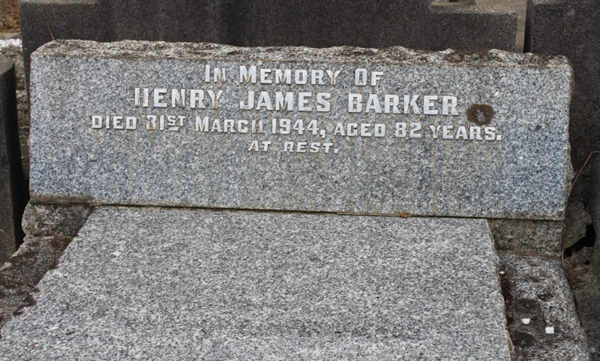 In Memory Of
HENRY JAMES BARKER
DIED 31ST MARCH 1944, AGED 82 YEARS.
AT REST.